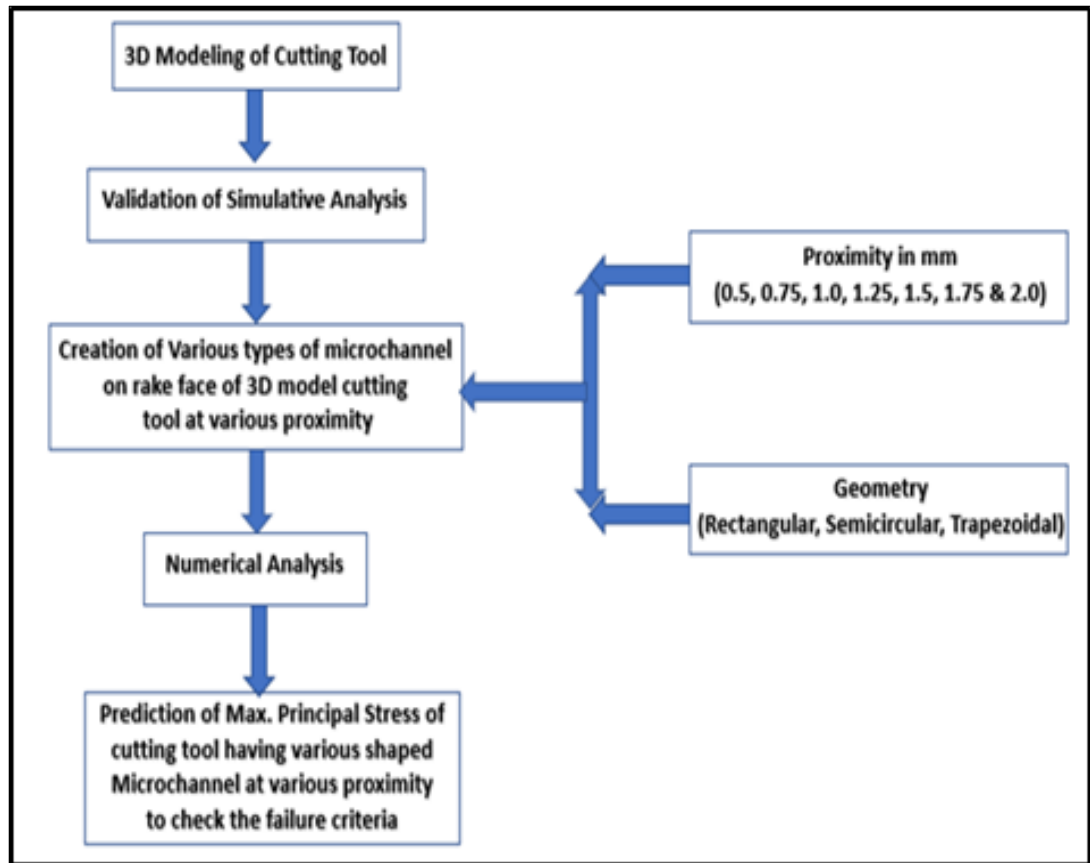 3D Modeling of Cutting Tool
Validation of Simulative Analysis
Creation of Various types of microchannel
on rake face of 3D model cutting
tool at various proximity
Proximity in mm
(0.5, 0.75, 1.0, 1.25, 1.5, 1.75 & 2.0)
Geometry
(Rectangular, Semicircular, Trapezoidal)
Numerical Analysis
Prediction of Max. Principal Stress of
cutting tool having various shaped
Microchannel at various proximity
to check the failure criteria